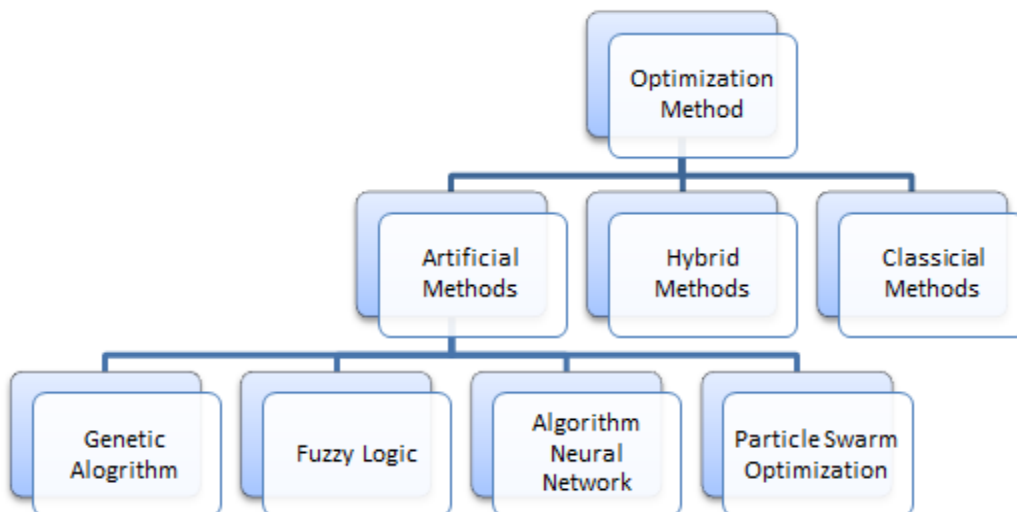 Optimization
Method
Artificial
Methods
Hybrid
Methods
Classicial
Methods
Genetic
Alogrithm
Fuzzy Logic
Algorithm
Neural
Network
Particle Swarm
Optimization